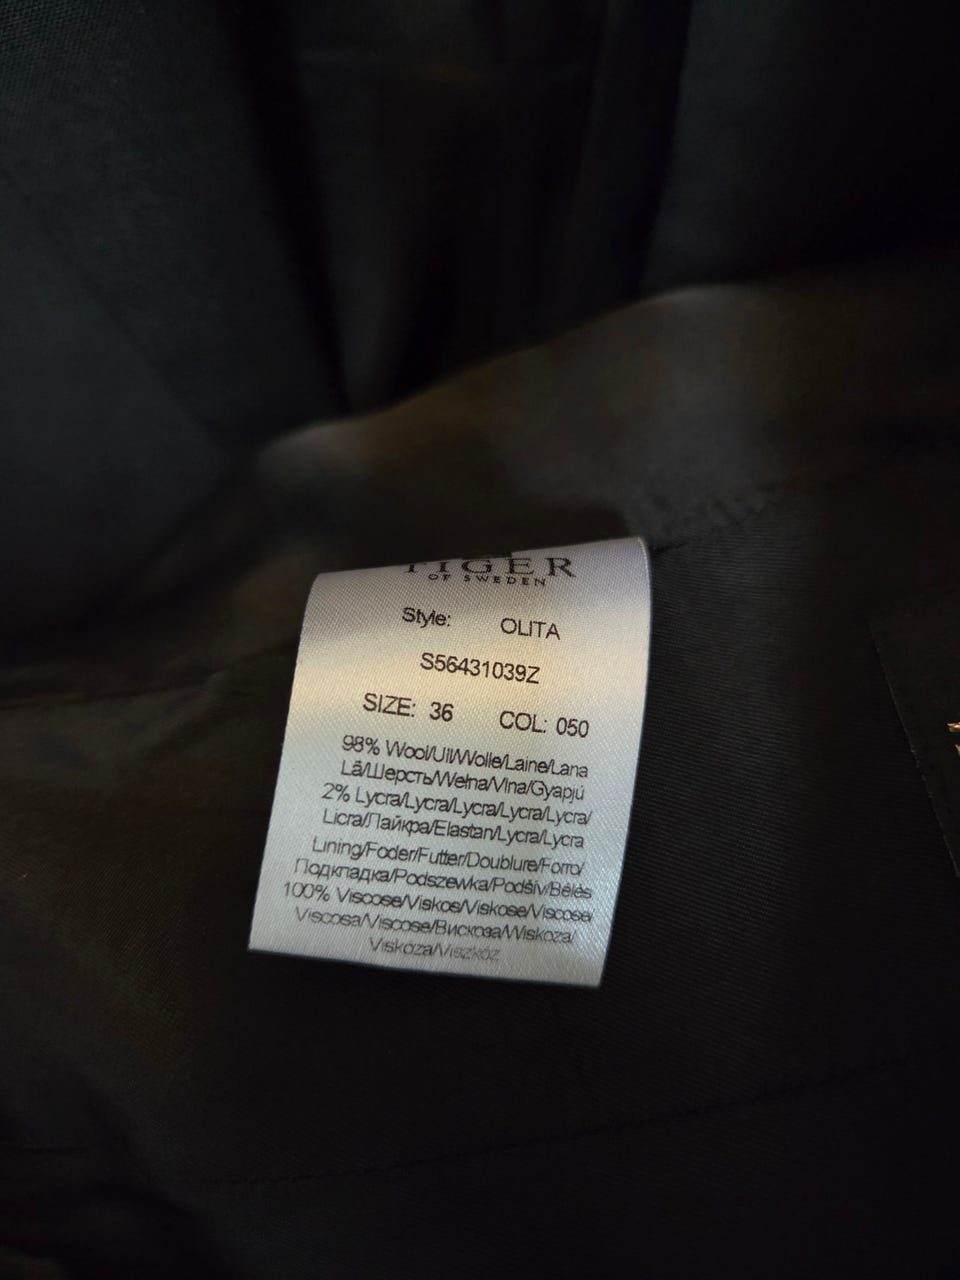 TIGER
OF SWEDEN
Style: OLITA
S56431039Z
SIZE: 36 COL: 050
98% Wool/Ull/Wolle/Laine/Lana
Lã/Шерсть/Wełna/Vlna/Gyapjú
2% Lycra/Lycra/Lycra/Lycra/Lycra/
Licra/Лайкра/Elastan/Lycra/Lycra
Lining/Foder/Futter/Doublure/Forro/
Подкладка/Podszewka/Podšív/Bélés
100% Viscose/Viskos/Viskose/Viscose/
Viscosa/Viscose/Вискоза/Wiskoza/
Viskóza/Viszkóz